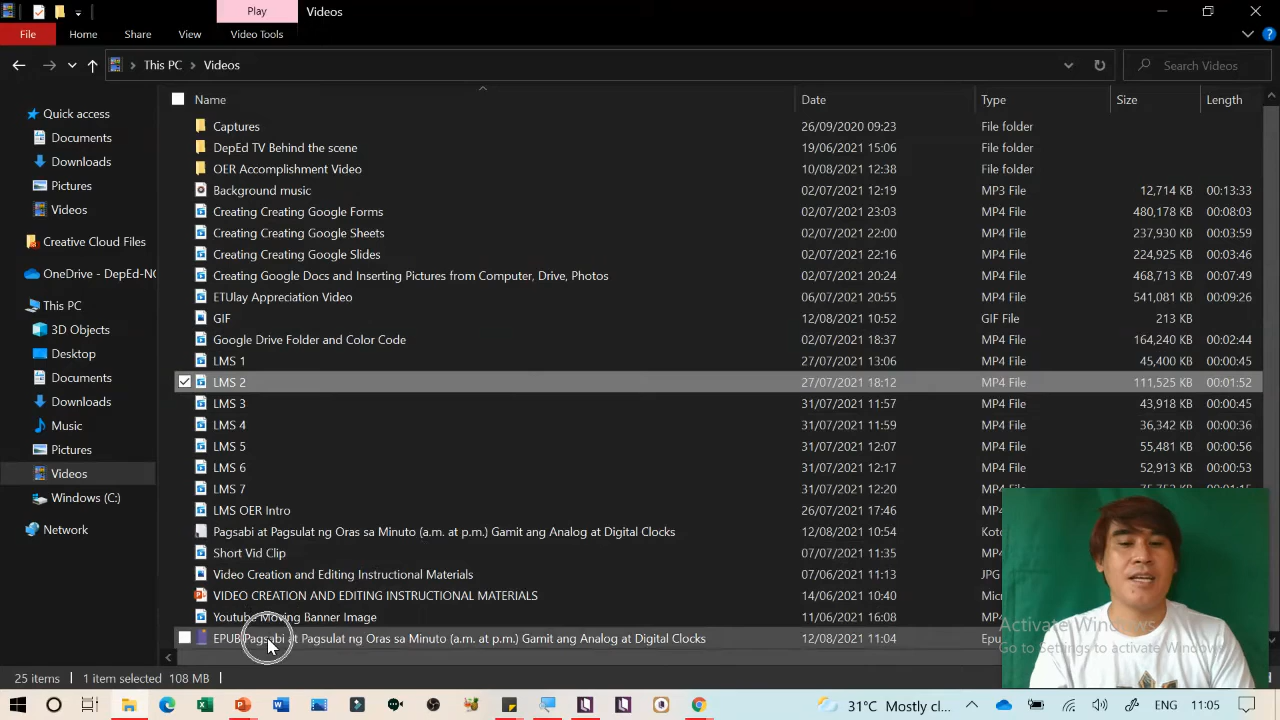 Play
Videos
File
Home
Share
View
Video Tools
This PC
Videos
Search Videos
Name
Date
Type
Size
Length
Quick access
Documents
Downloads
Pictures
Videos
Creative Cloud Files
OneDrive - DepEd-NC
This PC
3D Objects
Desktop
Documents
Downloads
Music
Pictures
Videos
Windows (C:)
Network
Captures 26/09/2020 09:23 File folder
DepEd TV Behind the scene 19/06/2021 15:06 File folder
OER Accomplishment Video 10/08/2021 12:38 File folder
Background music 02/07/2021 12:19 MP3 File 12,714 KB 00:13:33
Creating Creating Google Forms 02/07/2021 23:03 MP4 File 480,178 KB 00:08:03
Creating Creating Google Sheets 02/07/2021 22:00 MP4 File 237,930 KB 00:03:59
Creating Creating Google Slides 02/07/2021 22:16 MP4 File 224,925 KB 00:03:46
Creating Google Docs and Inserting Pictures from Computer, Drive, Photos 02/07/2021 20:24 MP4 File 468,713 KB 00:07:49
ETUlay Appreciation Video 06/07/2021 20:55 MP4 File 541,081 KB 00:09:26
GIF 12/08/2021 10:52 GIF File 213 KB
Google Drive Folder and Color Code 02/07/2021 18:37 MP4 File 164,240 KB 00:02:44
LMS 1 27/07/2021 13:06 MP4 File 45,400 KB 00:00:45
LMS 2 27/07/2021 18:12 MP4 File 111,525 KB 00:01:52
LMS 3 31/07/2021 11:57 MP4 File 43,918 KB 00:00:45
LMS 4 31/07/2021 11:59 MP4 File 36,342 KB 00:00:36
LMS 5 31/07/2021 12:07 MP4 File 55,481 KB 00:00:56
LMS 6 31/07/2021 12:17 MP4 File 52,913 KB 00:00:53
LMS 7 31/07/2021 12:20 MP4 File
LMS OER Intro 26/07/2021 17:46 MP4
Pagsabi at Pagsulat ng Oras sa Minuto (a.m. at p.m.) Gamit ang Analog at Digital Clocks 12/08/2021 10:54 Koto
Short Vid Clip 07/07/2021 11:35 MP4
Video Creation and Editing Instructional Materials 07/06/2021 11:13 JPG
VIDEO CREATION AND EDITING INSTRUCTIONAL MATERIALS 14/06/2021 10:40 Micr
Youtube Moving Banner Image 11/06/2021 16:08 MP4
EPUB Pagsabi at Pagsulat ng Oras sa Minuto (a.m. at p.m.) Gamit ang Analog at Digital Clocks 12/08/2021 11:04 Epu
Activate Windows
Go to Settings to activate Windows.
25 items
1 item selected 108 MB
31°C Mostly cl...
ENG
11:05